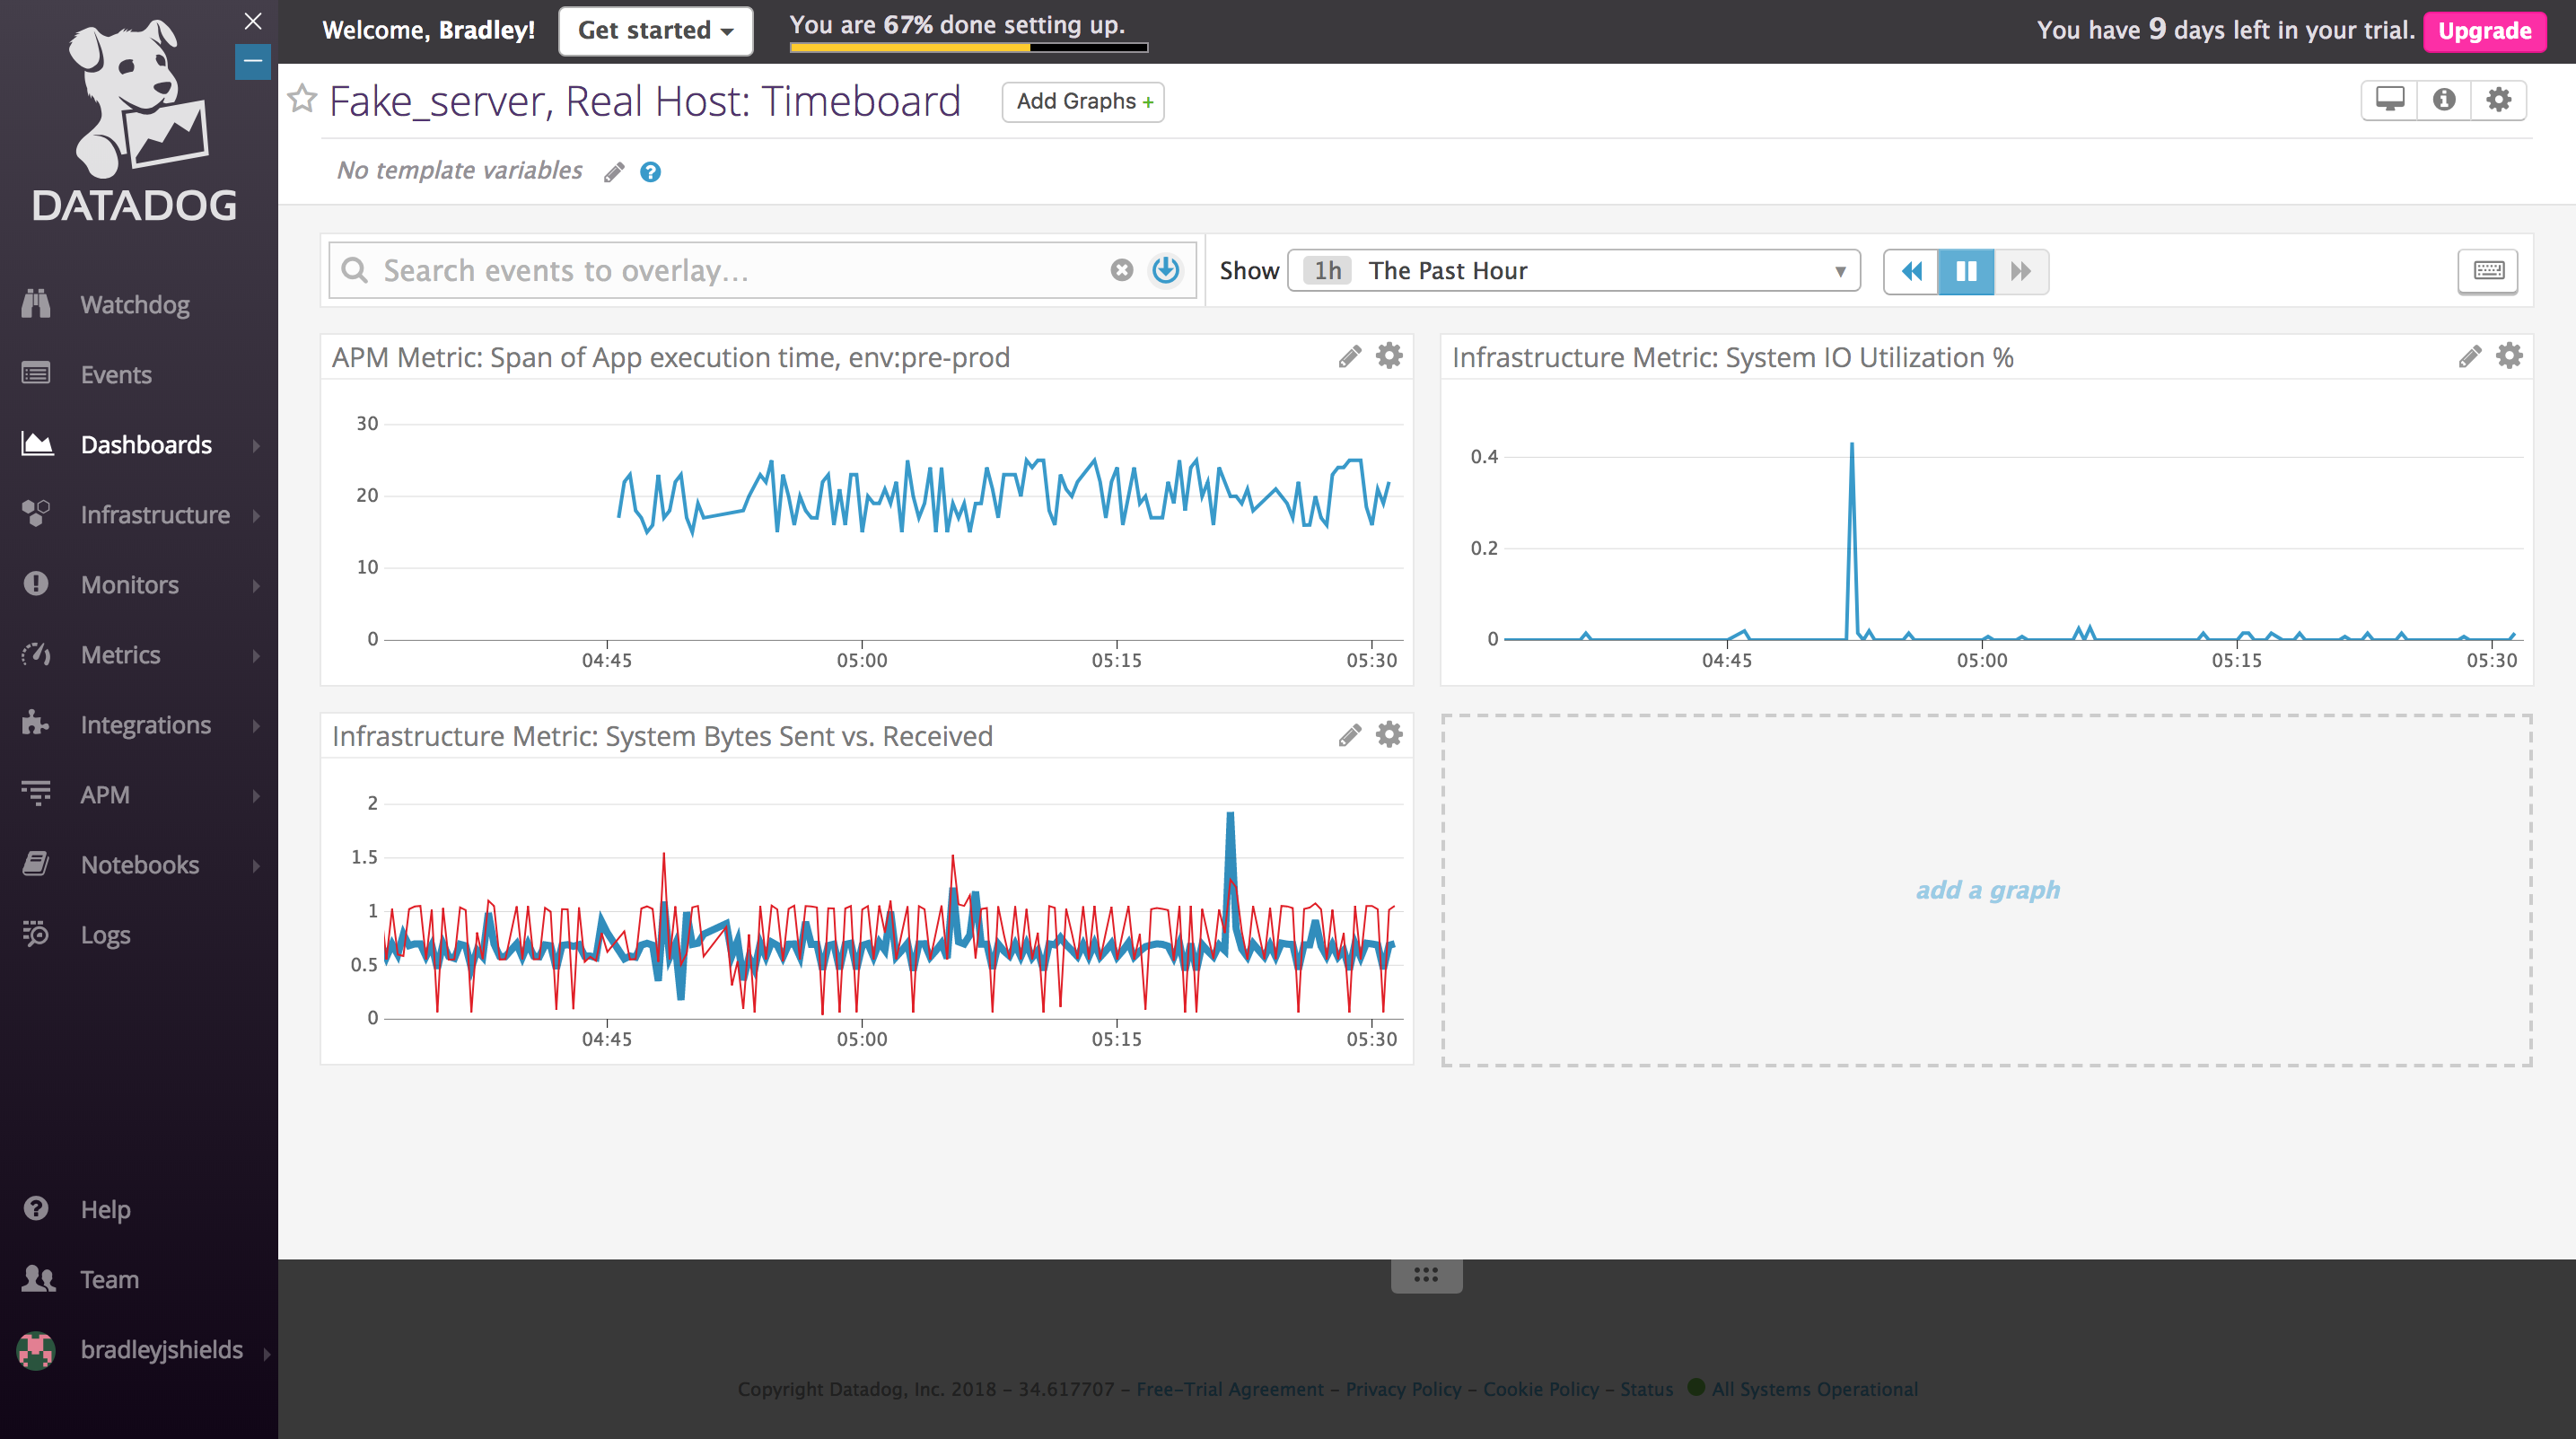 Welcome, Bradley! Get started You are 67% done setting up. You have 9 days left in your trial. Upgrade
DATADOG
Watchdog
Events
Dashboards
Infrastructure
Monitors
Metrics
Integrations
APM
Notebooks
Logs
Help
Team
bradleyjshields
Fake_server, Real Host: Timeboard Add Graphs +
No template variables ?
Search events to overlay... Show 1h The Past Hour
APM Metric: Span of App execution time, env:pre-prod
30
20
10
0
04:45 05:00 05:15 05:30
Infrastructure Metric: System IO Utilization %
0.4
0.2
0
04:45 05:00 05:15 05:30
Infrastructure Metric: System Bytes Sent vs. Received
2
1.5
1
0.5
0
04:45 05:00 05:15 05:30
add a graph
Copyright Datadog, Inc. 2018 - 34.617707 - Free-Trial Agreement - Privacy Policy - Cookie Policy - Status All Systems Operational